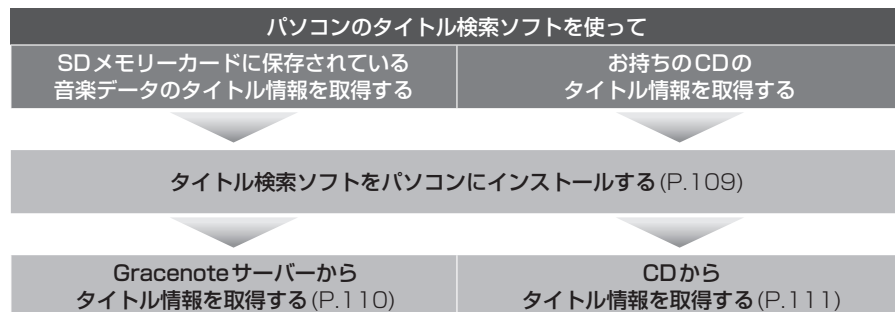 パソコンのタイトル検索ソフトを使って
SDメモリーカードに保存されている
音楽データのタイトル情報を取得する
お持ちのCDの
タイトル情報を取得する
タイトル検索ソフトをパソコンにインストールする(P.109)
Gracenoteサーバーから
タイトル情報を取得する(P.110)
CDから
タイトル情報を取得する(P.111)